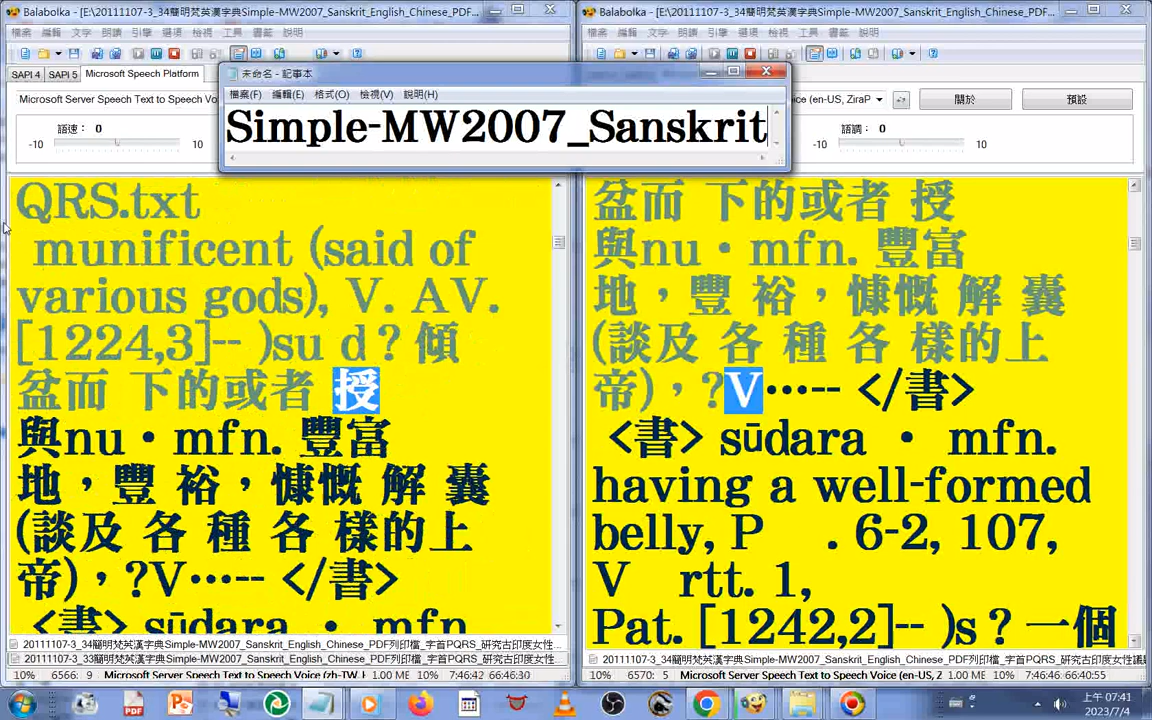 Balabolka - [E:\20111107-3_34簡明梵英漢字典Simple-MW2007_Sanskrit_English_Chinese_PDF...
檔案 編輯 文字 朗讀 引擎 選項 檢視 工具 書籤 說明
SAPI 4 SAPI 5 Microsoft Speech Platform
Microsoft Server Speech Text to Speech Vo
語速： 0
-10 10
未命名 - 記事本
檔案(F) 編輯(E) 格式(O) 檢視(V) 說明(H)
Simple-MW2007_Sanskrit
QRS.txt
munificent (said of
various gods), V. AV.
[1224,3]-- )su d？傾
盆而 下的或者 授
與nu・mfn. 豐富
地，豐 裕，慷慨 解 囊
(談及 各 種 各 樣的上
帝)，?V…-- </書>
<書> sūdara ・ mfn.
20111107-3_34簡明梵英漢字典Simple-MW2007_Sanskrit_English_Chinese_PDF列印檔_字首PQRS_研究古印度女性...
20111107-3_33簡明梵英漢字典Simple-MW2007_Sanskrit_English_Chinese_PDF列印檔_字首PQRS_研究古印度女性...
10% 6566: 9 Microsoft Server Speech Text to Speech Voice (zh-TW, H 1.00 MB 10% 7:46:42 66:46:30
Balabolka - [E:\20111107-3_34簡明梵英漢字典Simple-MW2007_Sanskrit_English_Chinese_PDF...
檔案 編輯 文字 朗讀 引擎 選項 檢視 工具 書籤 說明
ice (en-US, ZiraP
關於 預設
語調： 0
-10 10
盆而 下的或者 授
與nu・mfn. 豐富
地，豐 裕，慷慨 解 囊
(談及 各 種 各 樣的上
帝)，?V…-- </書>
<書> sūdara ・ mfn.
having a well-formed
belly, P . 6-2, 107,
V rtt. 1,
Pat. [1242,2]-- )s？一個
20111107-3_34簡明梵英漢字典Simple-MW2007_Sanskrit_English_Chinese_PDF列印檔_字首PQRS_研究古印度女性議
10% 6570: 5 Microsoft Server Speech Text to Speech Voice (en-US, Z 1.00 MB 10% 7:46:46 66:40:55
上午 07:41
2023/7/4